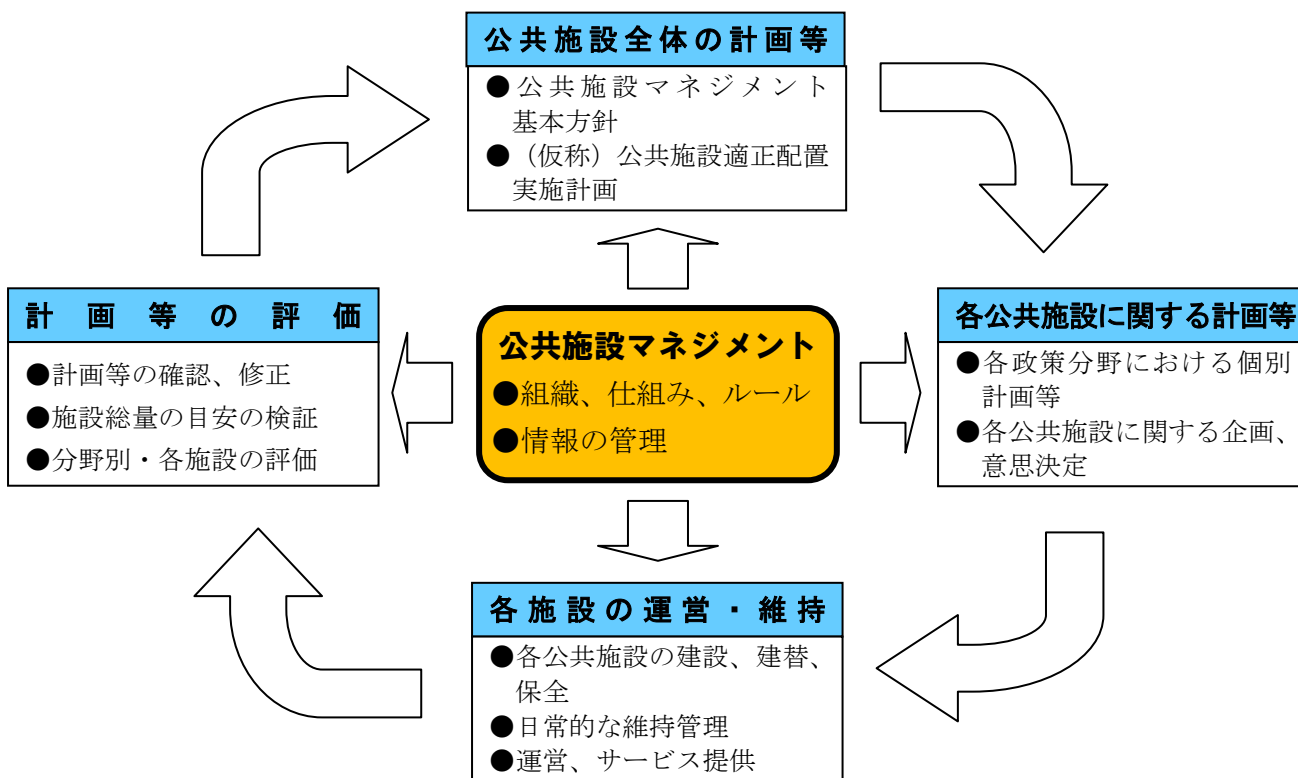 公共施設全体の計画等
●公共施設マネジメント
基本方針
●（仮称）公共施設適正配置
実施計画
計画等の評価
●計画等の確認、修正
●施設総量の目安の検証
●分野別・各施設の評価
公共施設マネジメント
●組織、仕組み、ルール
●情報の管理
各公共施設に関する計画等
●各政策分野における個別
計画等
●各公共施設に関する企画、
意思決定
各施設の運営・維持
●各公共施設の建設、建替、
保全
●日常的な維持管理
●運営、サービス提供